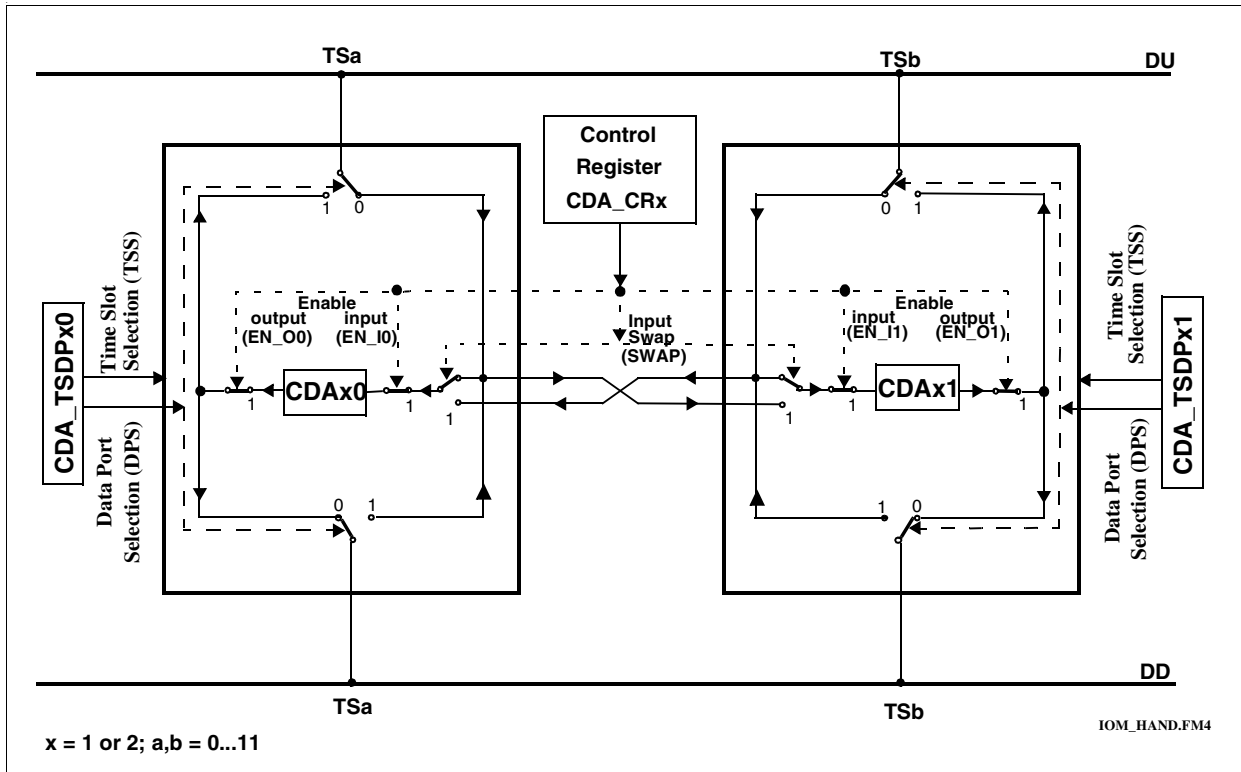 TSa
TSb
DU
Control
Register
CDA_CRx
1
0
0
1
Time Slot
Selection (TSS)
Time Slot
Selection (TSS)
Enable
output
(EN_O0)
input
(EN_I0)
Input
Swap
(SWAP)
Enable
input
(EN_I1)
output
(EN_O1)
CDA_TSDPx0
CDAx0
CDAx1
CDA_TSDPx1
1
1
1
1
1
1
Data Port
Selection (DPS)
Data Port
Selection (DPS)
0
1
1
0
DD
TSa
TSb
IOM_HAND.FM4
x = 1 or 2; a,b = 0...11